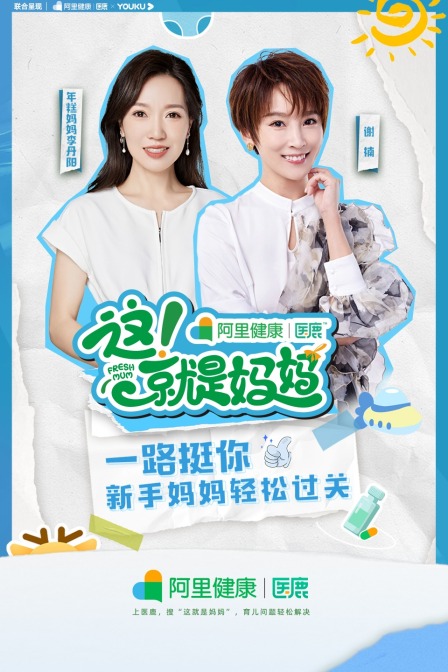 联合呈现 阿里健康 | 医鹿 × YOUKU
年糕妈妈李丹阳
谢楠
这！
阿里健康 | 医鹿
FRESH MUM
就是妈妈
一路挺你
新手妈妈轻松过关
阿里健康 | 医鹿
上医鹿，搜“这就是妈妈”，育儿问题轻松解决